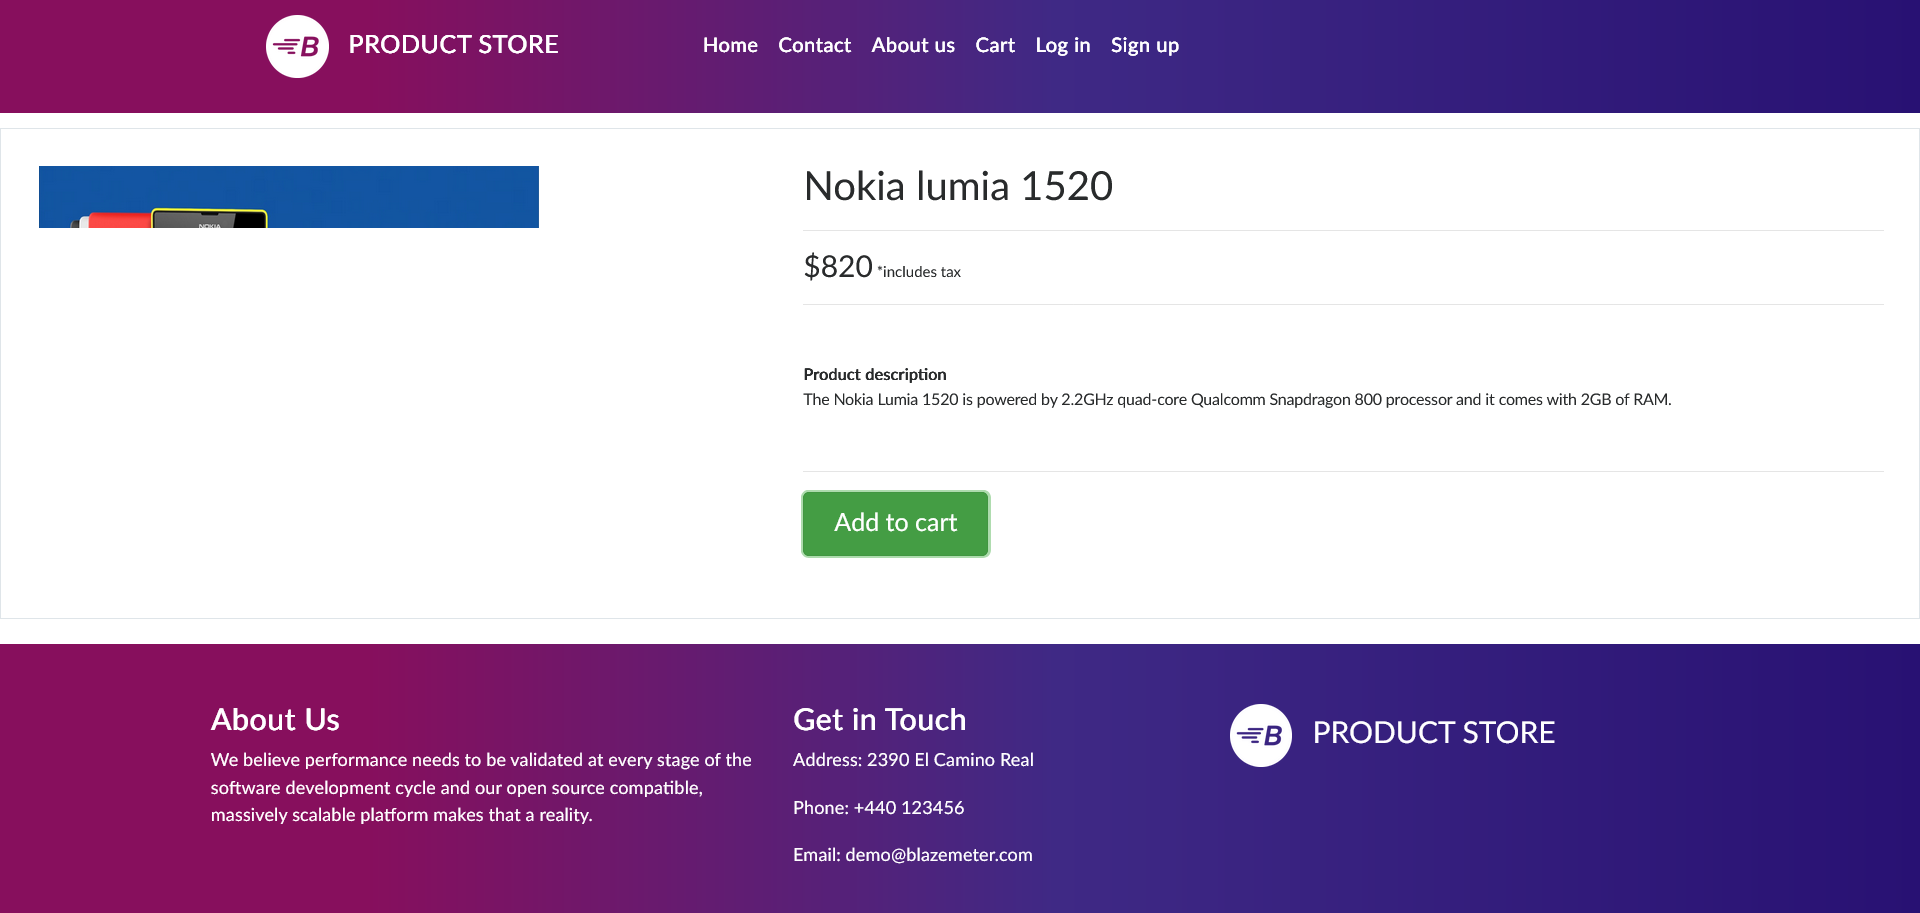 B PRODUCT STORE
Home Contact About us Cart Log in Sign up
NOKIA
Nokia lumia 1520
$820 *includes tax
Product description
The Nokia Lumia 1520 is powered by 2.2GHz quad-core Qualcomm Snapdragon 800 processor and it comes with 2GB of RAM.
Add to cart
About Us
We believe performance needs to be validated at every stage of the
software development cycle and our open source compatible,
massively scalable platform makes that a reality.
Get in Touch
Address: 2390 El Camino Real
Phone: +440 123456
Email: demo@blazemeter.com
B PRODUCT STORE